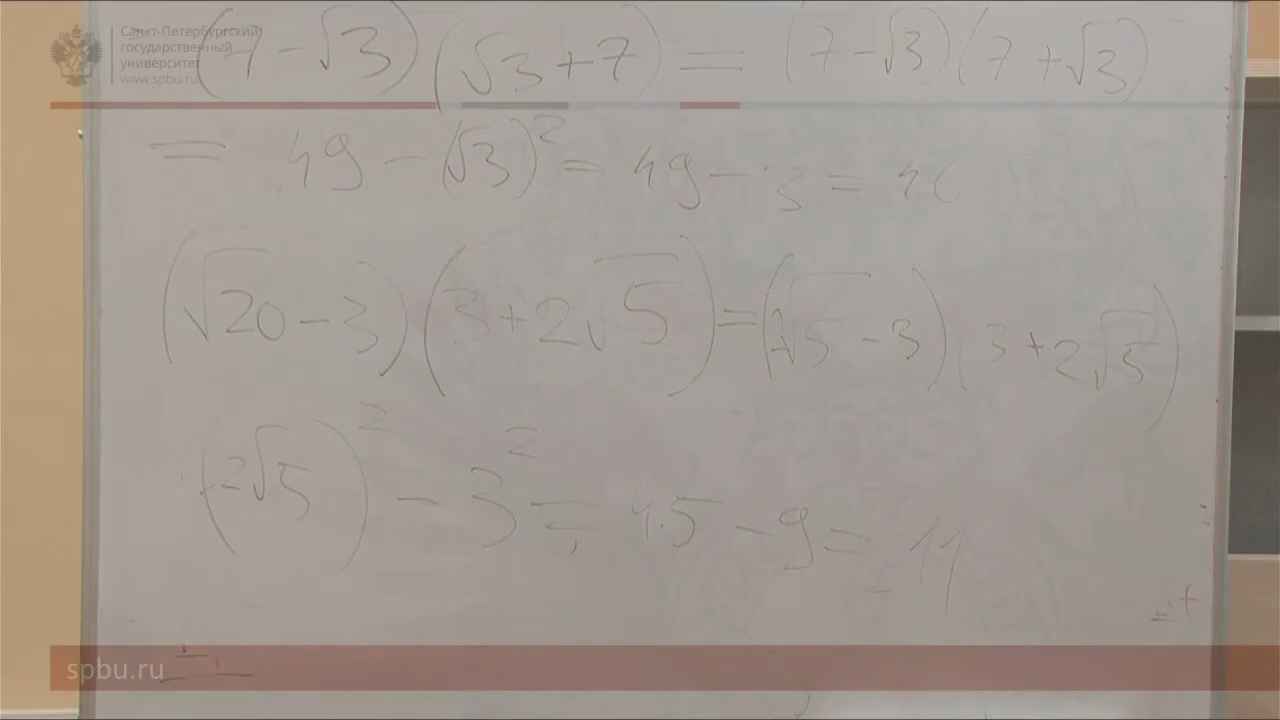 Санкт-Петербургский
государственный
университет
www.spbu.ru
(7 - √3)(√3 + 7) = (7 - √3)(7 + √3)
= 49 - (√3)² = 49 - 3 = 46
(√20 - 3)(3 + 2√5) = (2√5 - 3)(3 + 2√5)
(2√5)² - 3² = 4.5 - 9 = 11
spbu.ru